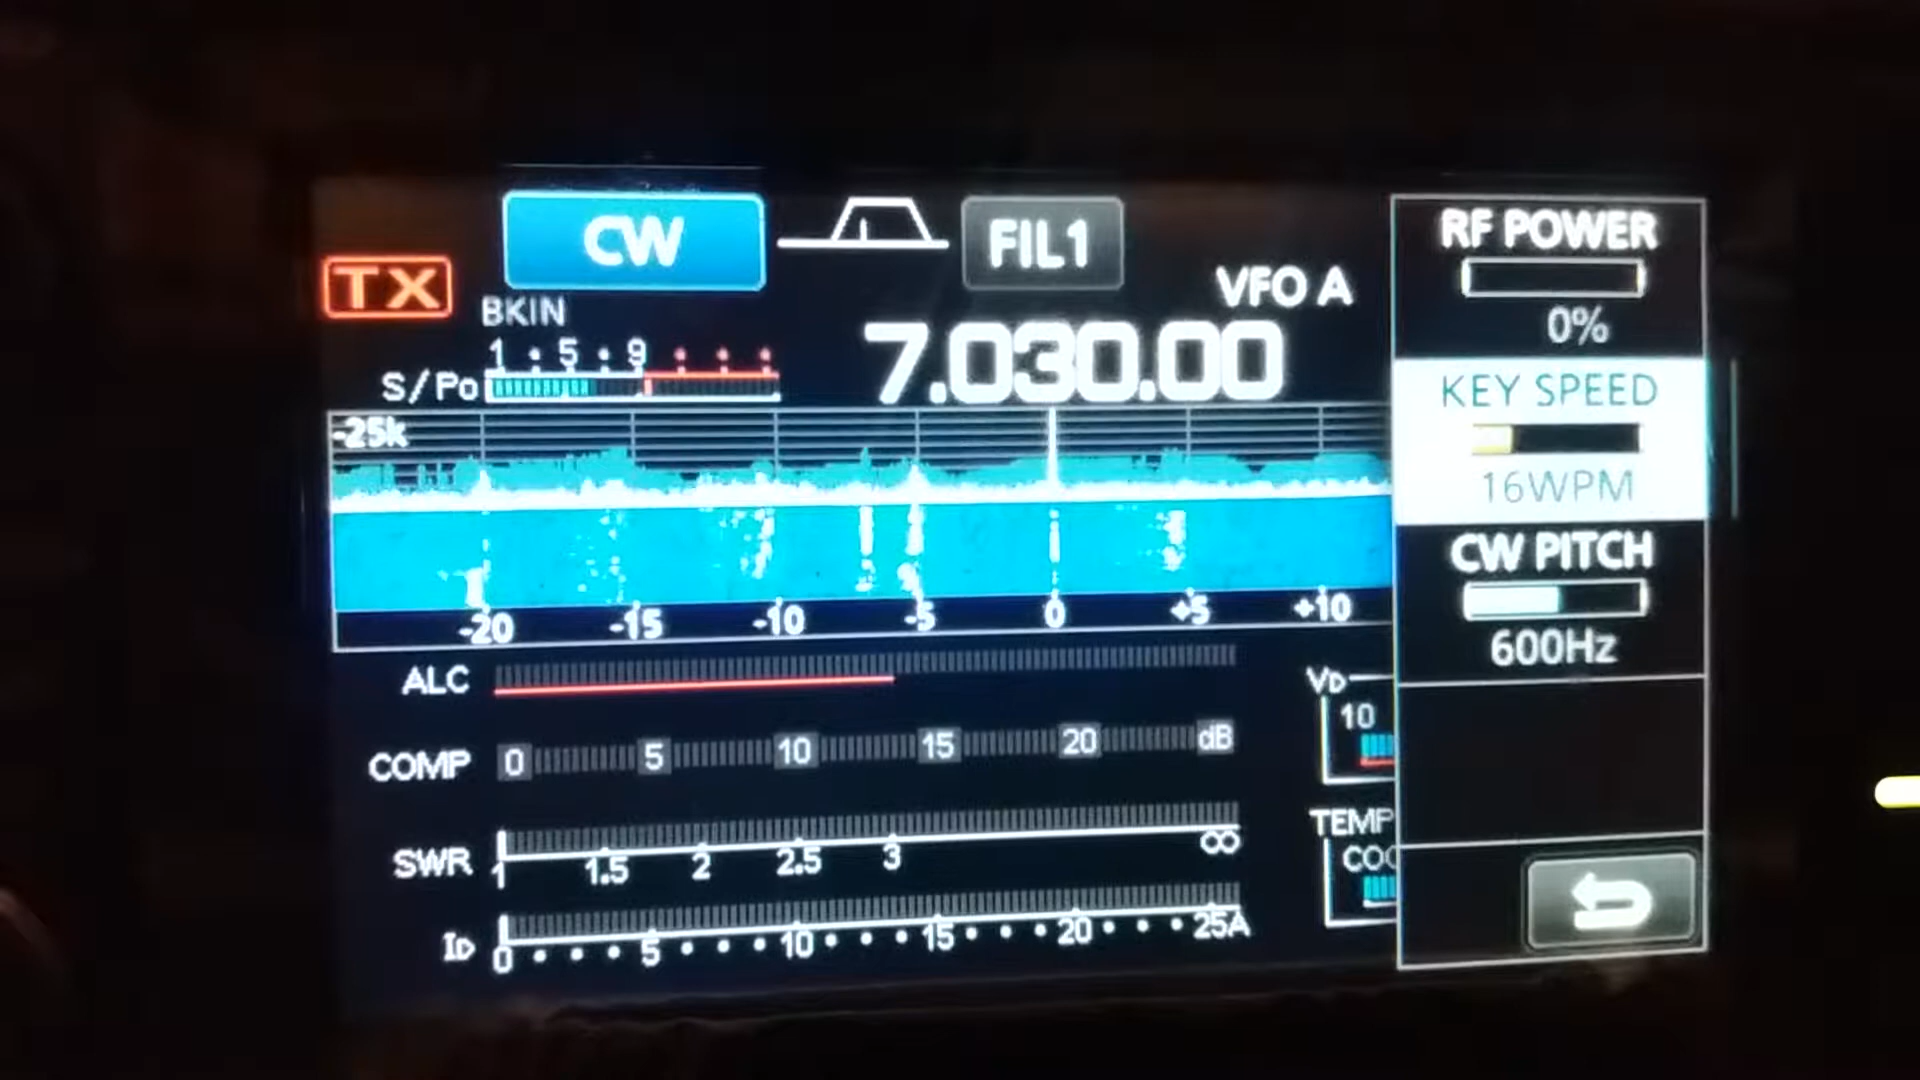 CW
FIL1
TX
BKIN
VFO A
7.030.00
1 • 5 • 9
S/Po
-25k
-20 -15 -10 -5 0 +5 +10
ALC
COMP 0 5 10 15 20 dB
SWR 1 1.5 2 2.5 3 ∞
ID 0 5 10 15 20 25A
VD
10
TEMP
RF POWER
0%
KEY SPEED
16WPM
CW PITCH
600Hz